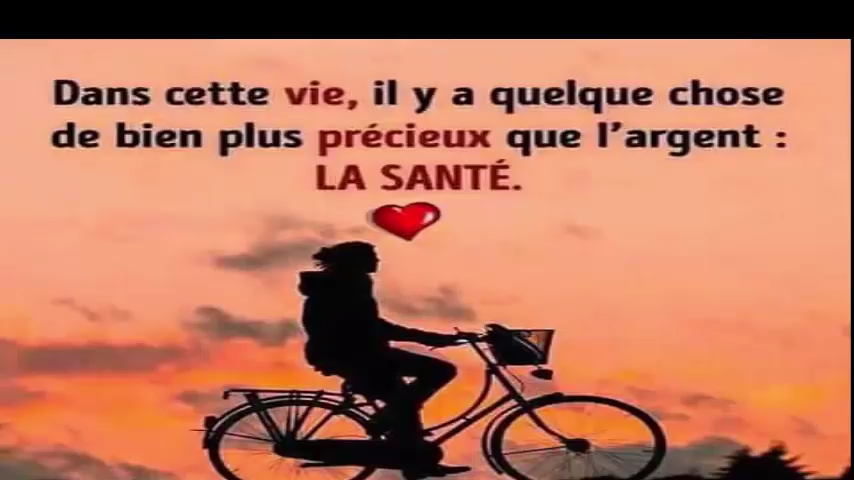 Dans cette vie, il y a quelque chose
de bien plus précieux que l'argent :
LA SANTÉ.